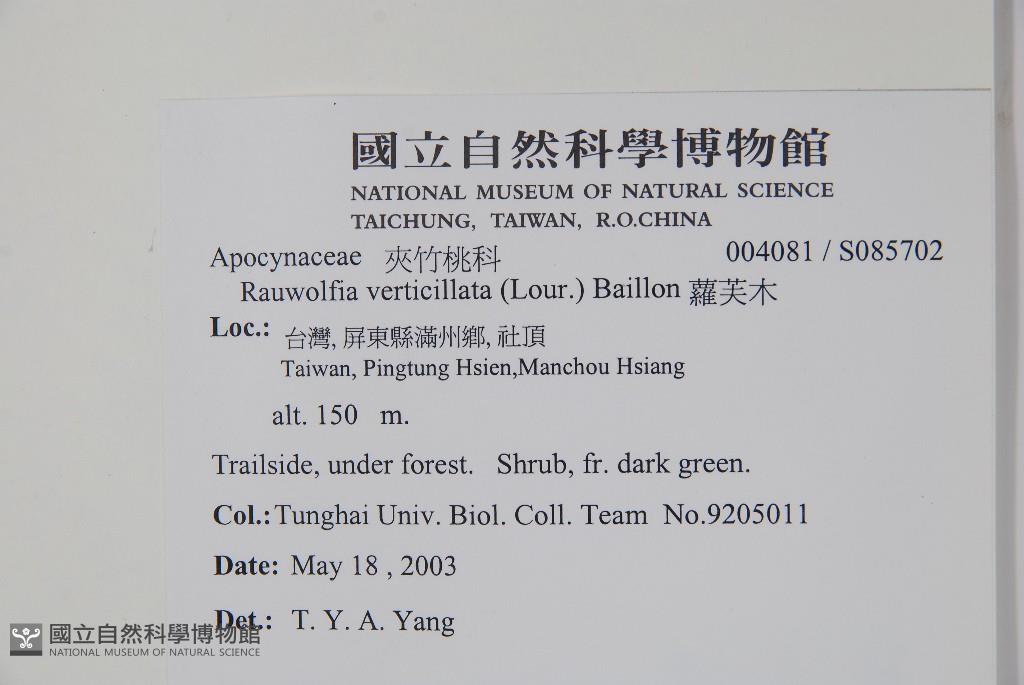 國立自然科學博物館
NATIONAL MUSEUM OF NATURAL SCIENCE
TAICHUNG, TAIWAN, R.O.CHINA
Apocynaceae 夾竹桃科 004081 / S085702
Rauwolfia verticillata (Lour.) Baillon 蘿芙木
Loc.: 台灣, 屏東縣滿州鄉, 社頂
Taiwan, Pingtung Hsien,Manchou Hsiang
alt. 150 m.
Trailside, under forest. Shrub, fr. dark green.
Col.: Tunghai Univ. Biol. Coll. Team No.9205011
Date: May 18 , 2003
Det.: T. Y. A. Yang
國立自然科學博物館
NATIONAL MUSEUM OF NATURAL SCIENCE